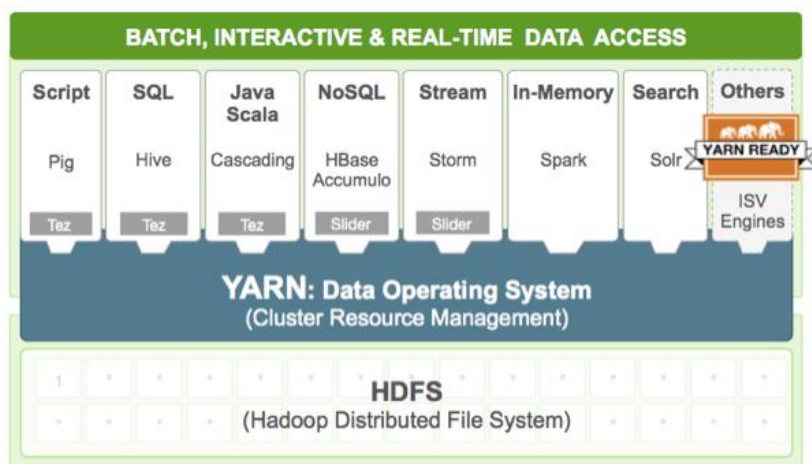 BATCH, INTERACTIVE & REAL-TIME DATA ACCESS
Script
Pig
Tez
SQL
Hive
Tez
Java
Scala
Cascading
Tez
NoSQL
HBase
Accumulo
Slider
Stream
Storm
Slider
In-Memory
Spark
Search
Solr
Others
YARN READY
ISV
Engines
YARN: Data Operating System
(Cluster Resource Management)
1
HDFS
(Hadoop Distributed File System)